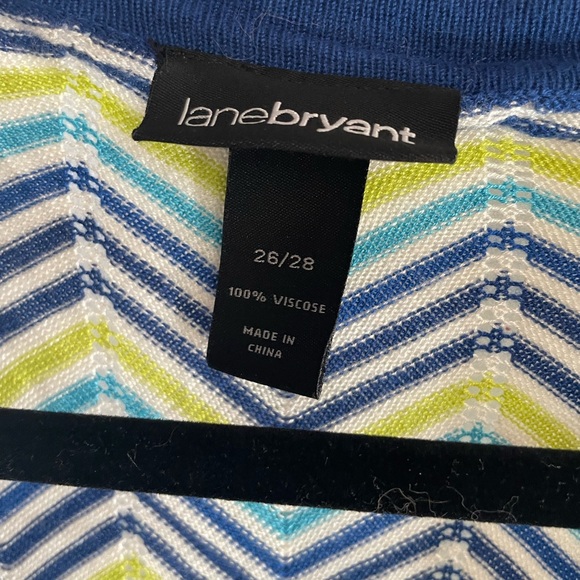 lanebryant
26/28
100% VISCOSE
MADE IN
CHINA